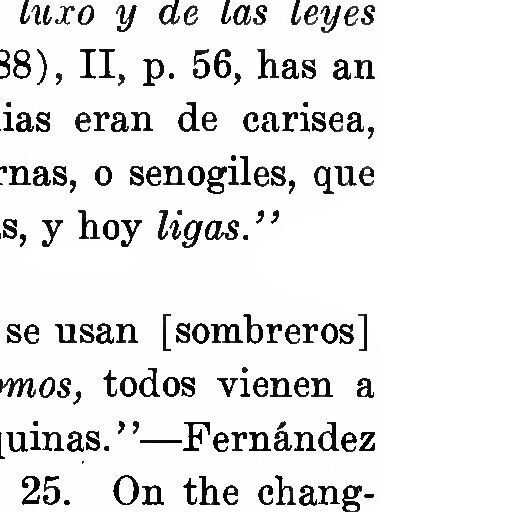 luxo y de las leyes
88), II, p. 56, has an
ias eran de carisea,
rnas, o senogiles, que
s, y hoy ligas.”
se usan [sombreros]
omos, todos vienen a
quinas.”—Fernández
25. On the chang-